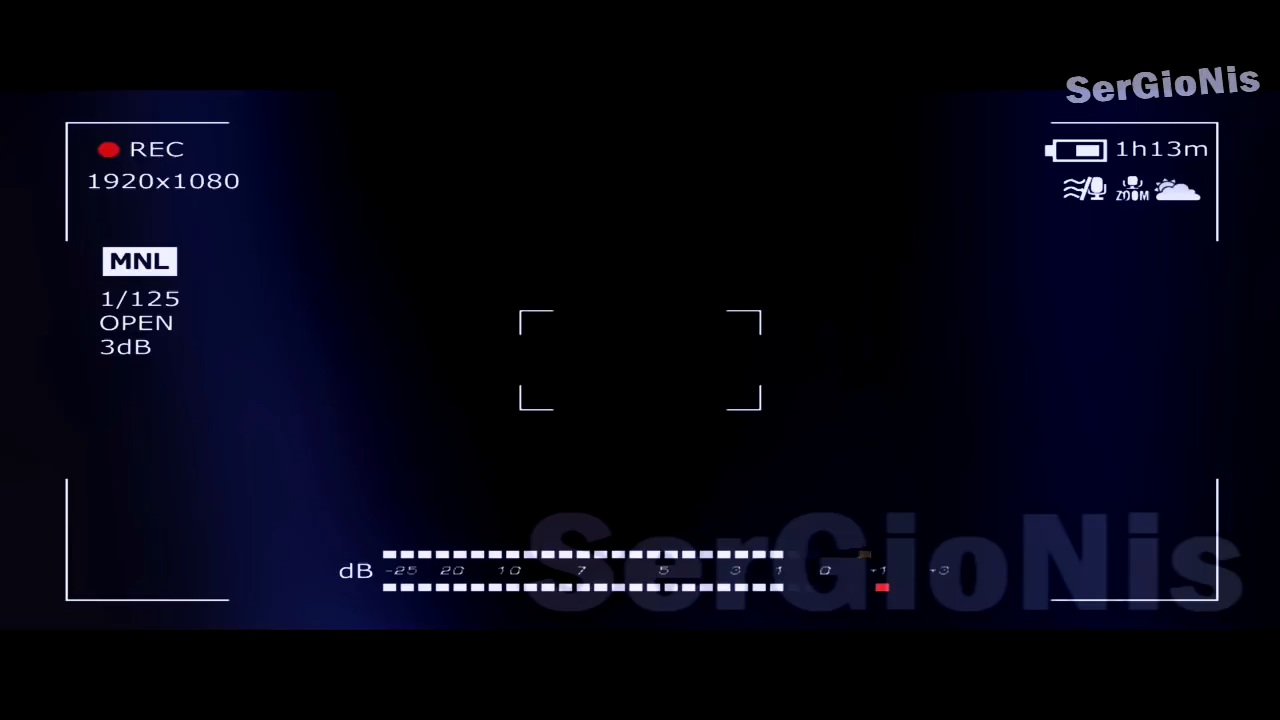 SerGioNis
REC
1920x1080
1h13m
ZOOM
MNL
1/125
OPEN
3dB
dB -25 20 10 7 5 3 1 0 +1 +3
SerGioNis